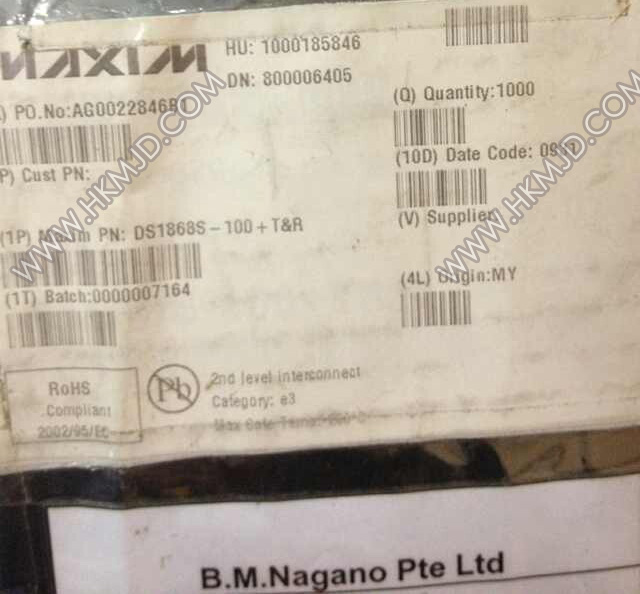 MAXIM
HU: 1000185846
DN: 800006405
PO.No:AG0022846
(Q) Quantity:1000
P) Cust PN:
(10D) Date Code:
(V) Supplier
(1P) PN: DS1868S-100+T&R
(4L) Origin:MY
(1T) Batch:0000007164
RoHS
Compliant
2002/95/EC
Pb
2nd level interconnect
Category: e3
B.M.Nagano Pte Ltd
WWW.HKMJD.COM
WWW.HKMJD.COM